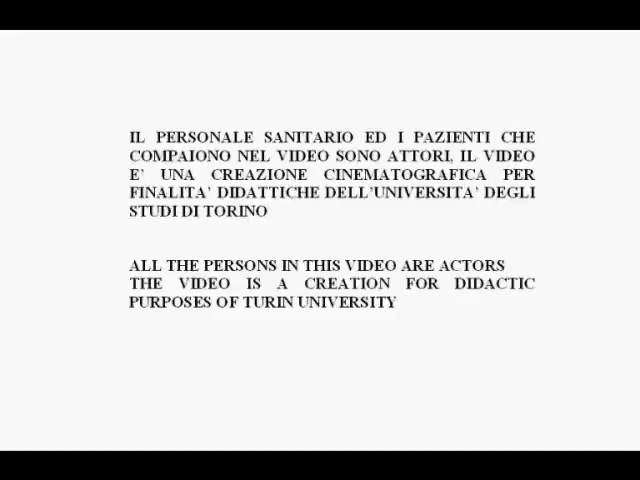 IL PERSONALE SANITARIO ED I PAZIENTI CHE
COMPAIONO NEL VIDEO SONO ATTORI, IL VIDEO
E' UNA CREAZIONE CINEMATOGRAFICA PER
FINALITA' DIDATTICHE DELL'UNIVERSITA' DEGLI
STUDI DI TORINO
ALL THE PERSONS IN THIS VIDEO ARE ACTORS
THE VIDEO IS A CREATION FOR DIDACTIC
PURPOSES OF TURIN UNIVERSITY